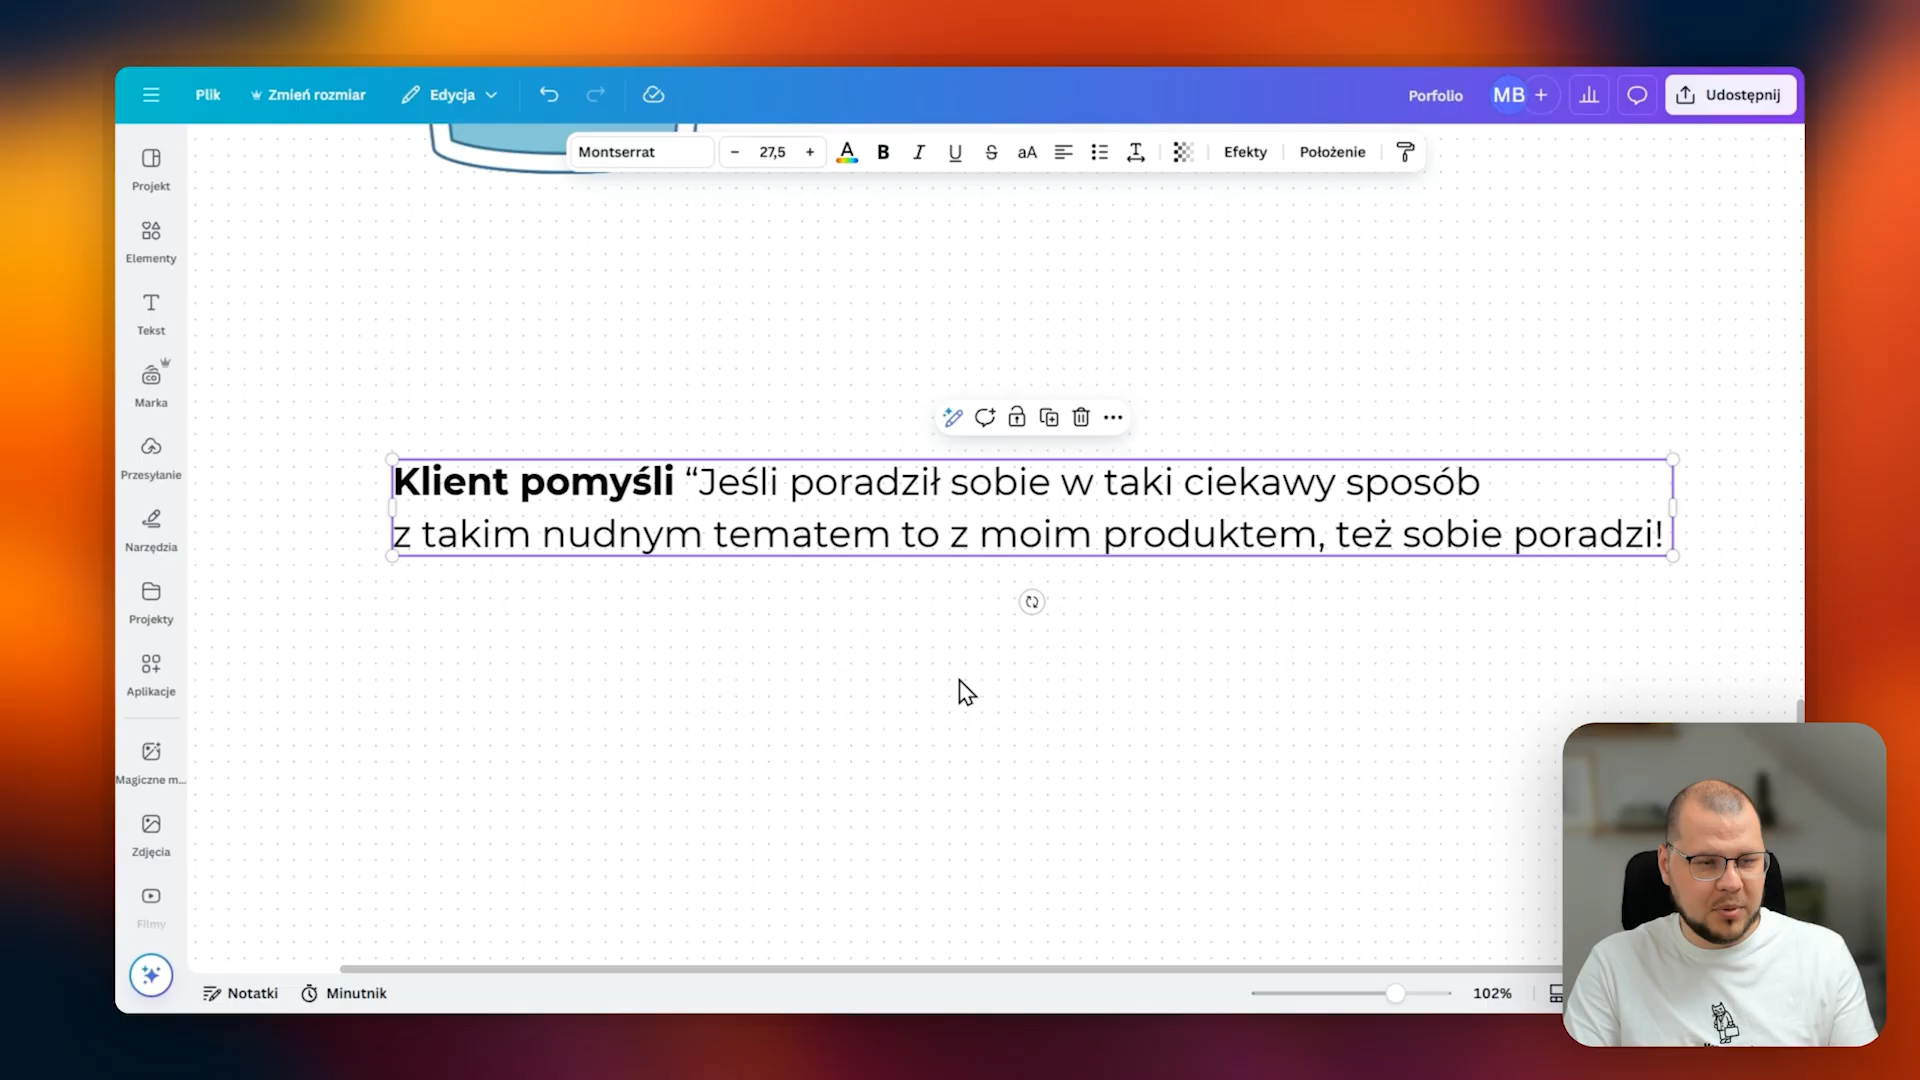 Plik
Zmień rozmiar
Edycja
Porfolio
MB
+
Udostępnij
Montserrat
– 27,5 +
A
B
I
U
S
aA
Efekty
Położenie
Projekt
Elementy
Tekst
Marka
Przesyłanie
Narzędzia
Projekty
Aplikacje
Magiczne m...
Zdjęcia
Filmy
Klient pomyśli “Jeśli poradził sobie w taki ciekawy sposób
z takim nudnym tematem to z moim produktem, też sobie poradzi!
Notatki
Minutnik
102%